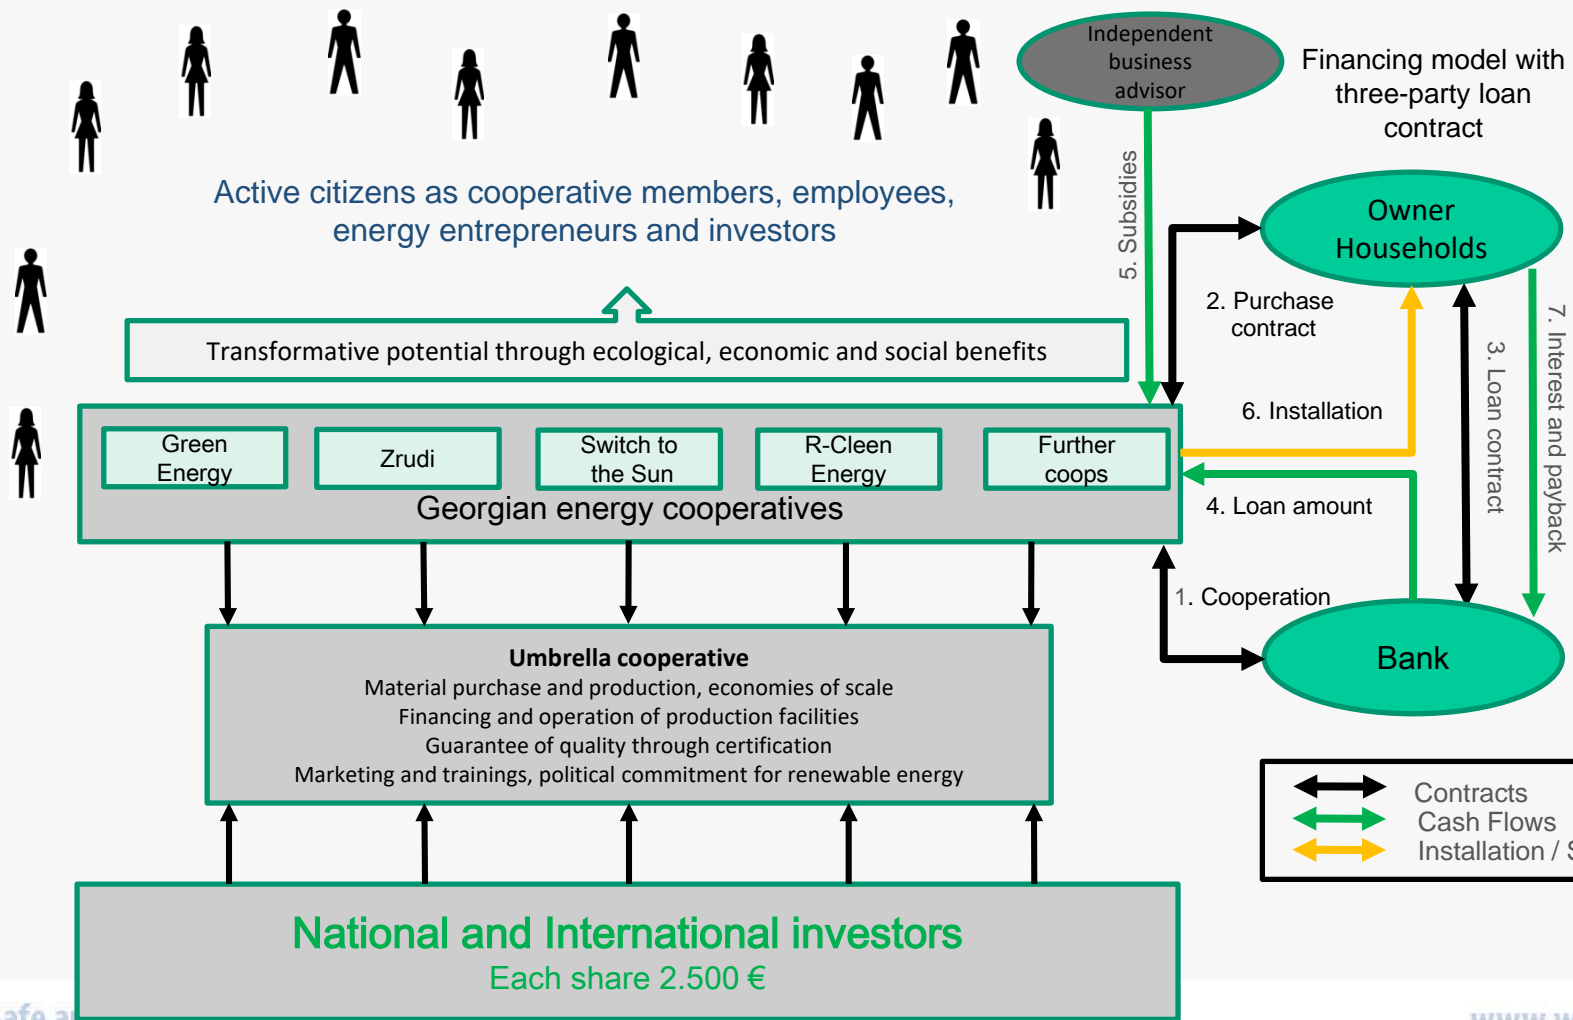 Independent
business
advisor
Financing model with
three-party loan
contract
Active citizens as cooperative members, employees,
energy entrepreneurs and investors
5. Subsidies
Owner
Households
2. Purchase
contract
3. Loan contract
7. Interest and payback
Transformative potential through ecological, economic and social benefits
6. Installation
Green
Energy
Zrudi
Switch to
the Sun
R-Cleen
Energy
Further
coops
Georgian energy cooperatives
4. Loan amount
1. Cooperation
Bank
Umbrella cooperative
Material purchase and production, economies of scale
Financing and operation of production facilities
Guarantee of quality through certification
Marketing and trainings, political commitment for renewable energy
Contracts
Cash Flows
Installation / S
National and International investors
Each share 2.500 €